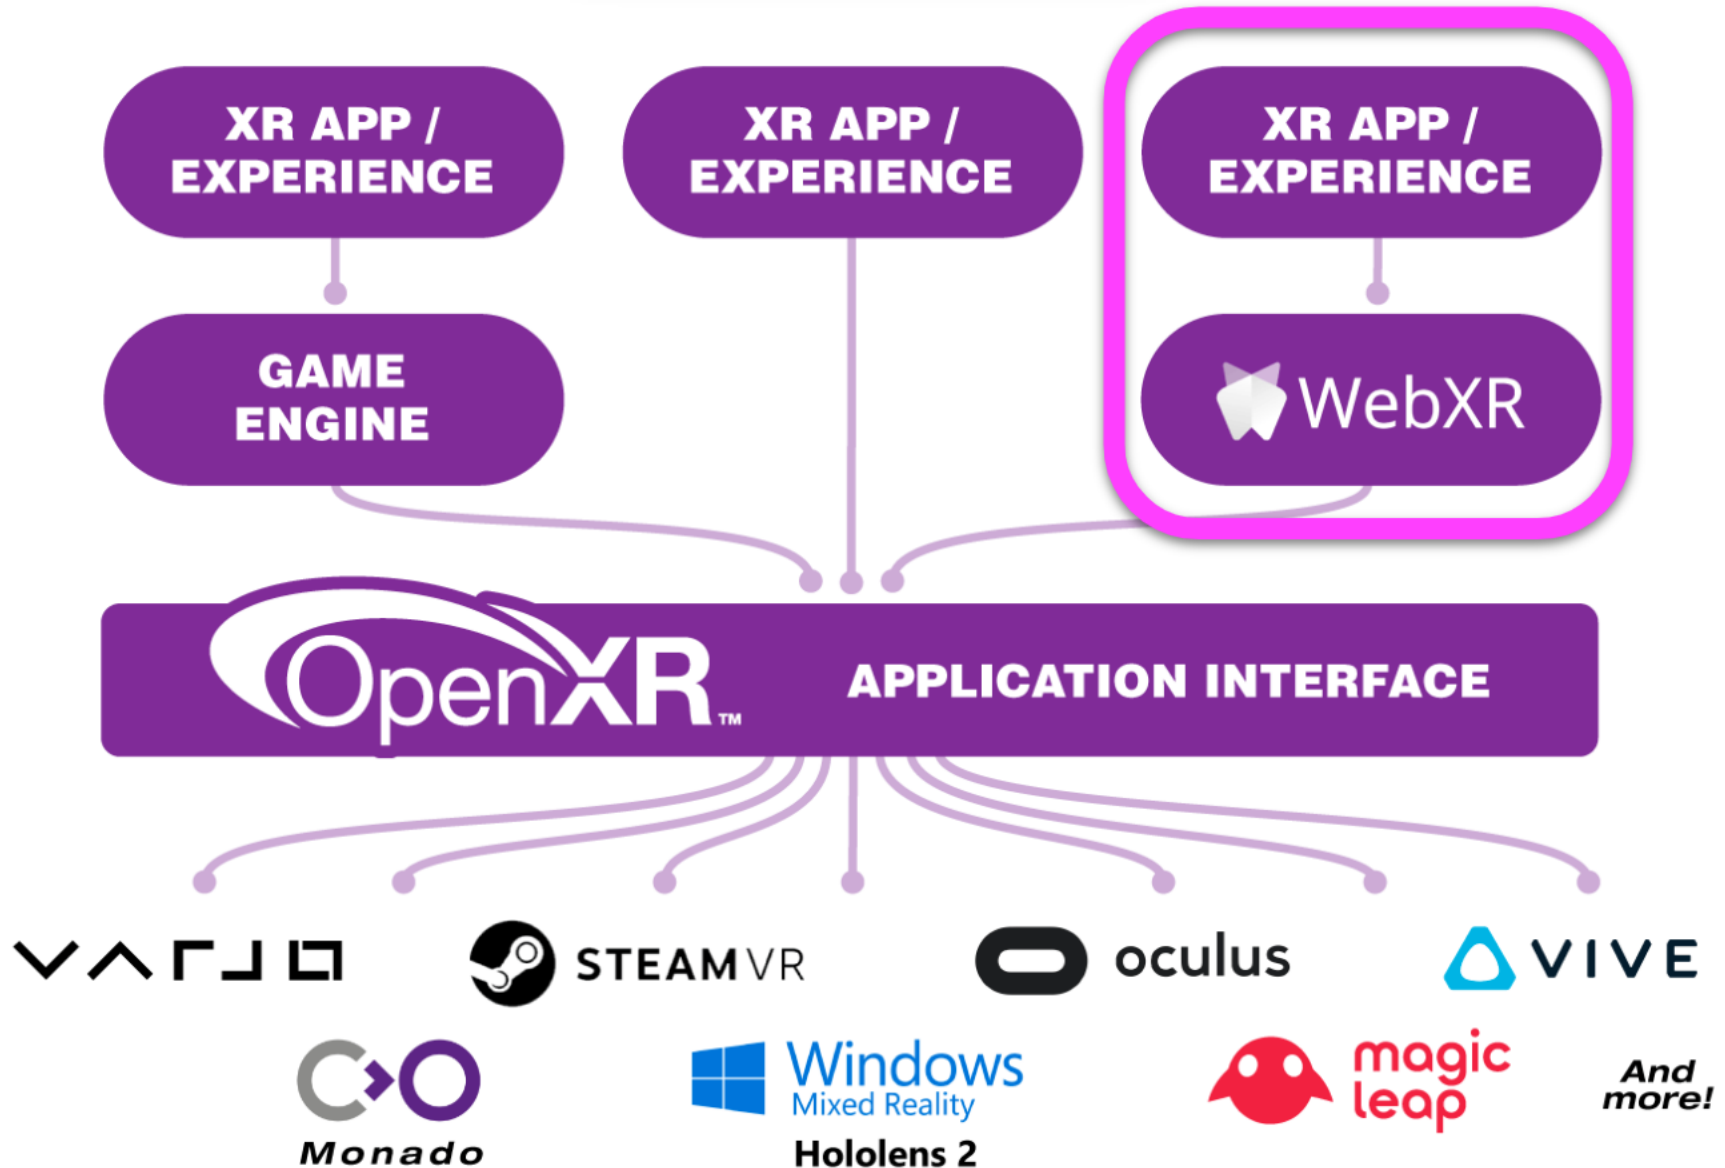 XR APP /
EXPERIENCE
XR APP /
EXPERIENCE
XR APP /
EXPERIENCE
GAME
ENGINE
WebXR
OpenXR™
APPLICATION INTERFACE
VARJO
STEAMVR
oculus
VIVE
Monado
Windows
Mixed Reality
Hololens 2
magic
leap
And
more!